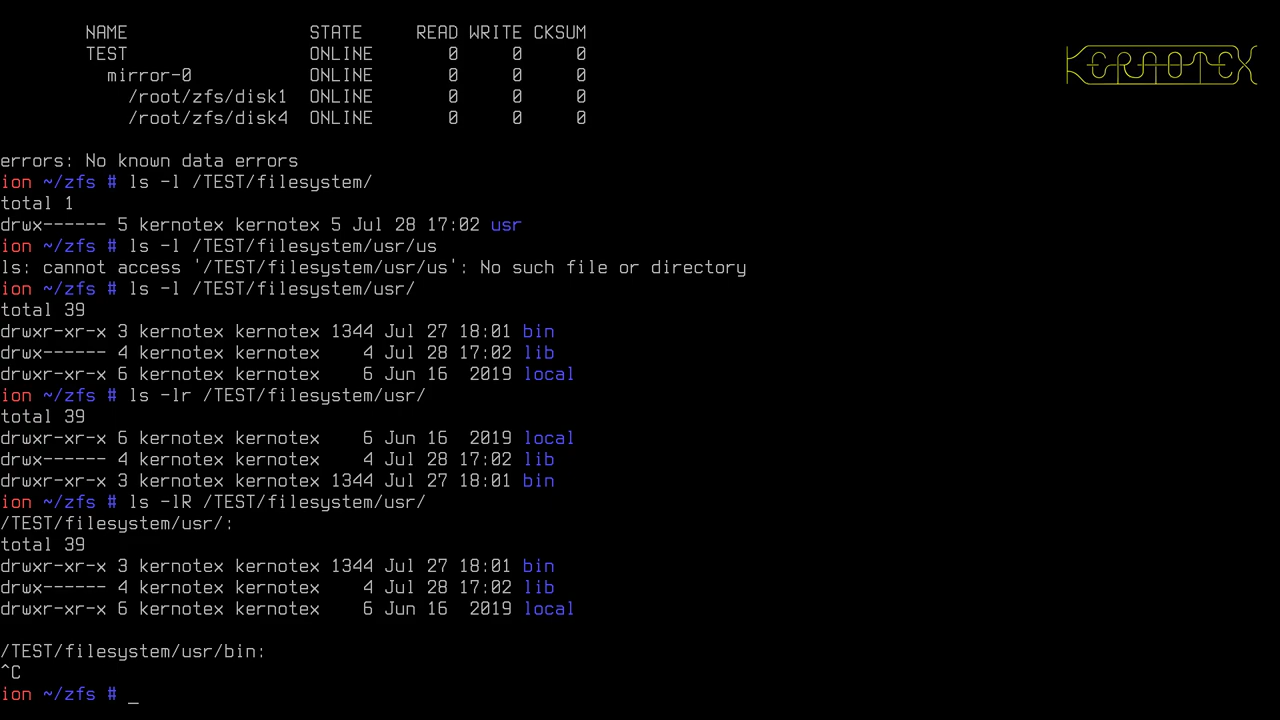 NAME STATE READ WRITE CKSUM
TEST ONLINE 0 0 0
mirror-0 ONLINE 0 0 0
/root/zfs/disk1 ONLINE 0 0 0
/root/zfs/disk4 ONLINE 0 0 0
KERNOTEX
errors: No known data errors
ion ~/zfs # ls -l /TEST/filesystem/
total 1
drwx------ 5 kernotex kernotex 5 Jul 28 17:02 usr
ion ~/zfs # ls -l /TEST/filesystem/usr/us
ls: cannot access '/TEST/filesystem/usr/us': No such file or directory
ion ~/zfs # ls -l /TEST/filesystem/usr/
total 39
drwxr-xr-x 3 kernotex kernotex 1344 Jul 27 18:01 bin
drwx------ 4 kernotex kernotex    4 Jul 28 17:02 lib
drwxr-xr-x 6 kernotex kernotex    6 Jun 16  2019 local
ion ~/zfs # ls -lr /TEST/filesystem/usr/
total 39
drwxr-xr-x 6 kernotex kernotex    6 Jun 16  2019 local
drwx------ 4 kernotex kernotex    4 Jul 28 17:02 lib
drwxr-xr-x 3 kernotex kernotex 1344 Jul 27 18:01 bin
ion ~/zfs # ls -lR /TEST/filesystem/usr/
/TEST/filesystem/usr/:
total 39
drwxr-xr-x 3 kernotex kernotex 1344 Jul 27 18:01 bin
drwx------ 4 kernotex kernotex    4 Jul 28 17:02 lib
drwxr-xr-x 6 kernotex kernotex    6 Jun 16  2019 local
/TEST/filesystem/usr/bin:
^C
ion ~/zfs # _